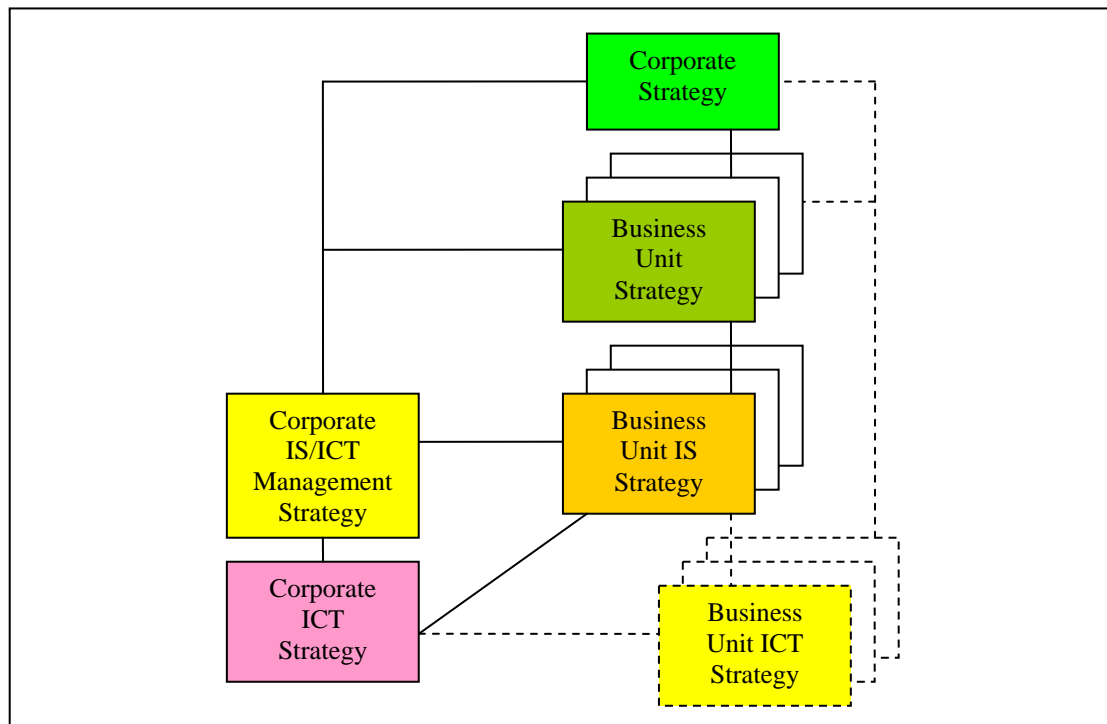 Corporate
Strategy
Business
Unit
Strategy
Corporate
IS/ICT
Management
Strategy
Business
Unit IS
Strategy
Corporate
ICT
Strategy
Business
Unit ICT
Strategy